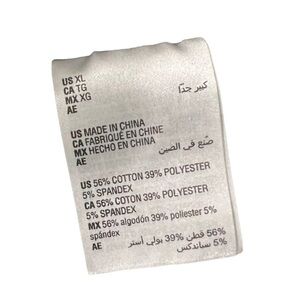 US XL
CA TG
MX XG
AE كبير جدًا
US MADE IN CHINA
CA FABRIQUÉ EN CHINE
MX HECHO EN CHINA
AE صنع في الصين
US 56% COTTON 39% POLYESTER
5% SPANDEX
CA 56% COTON 39% POLYESTER
5% SPANDEX
MX 56% algodón 39% poliester 5%
spándex
AE 56% قطن 39% بولي أستر
5% سباندكس